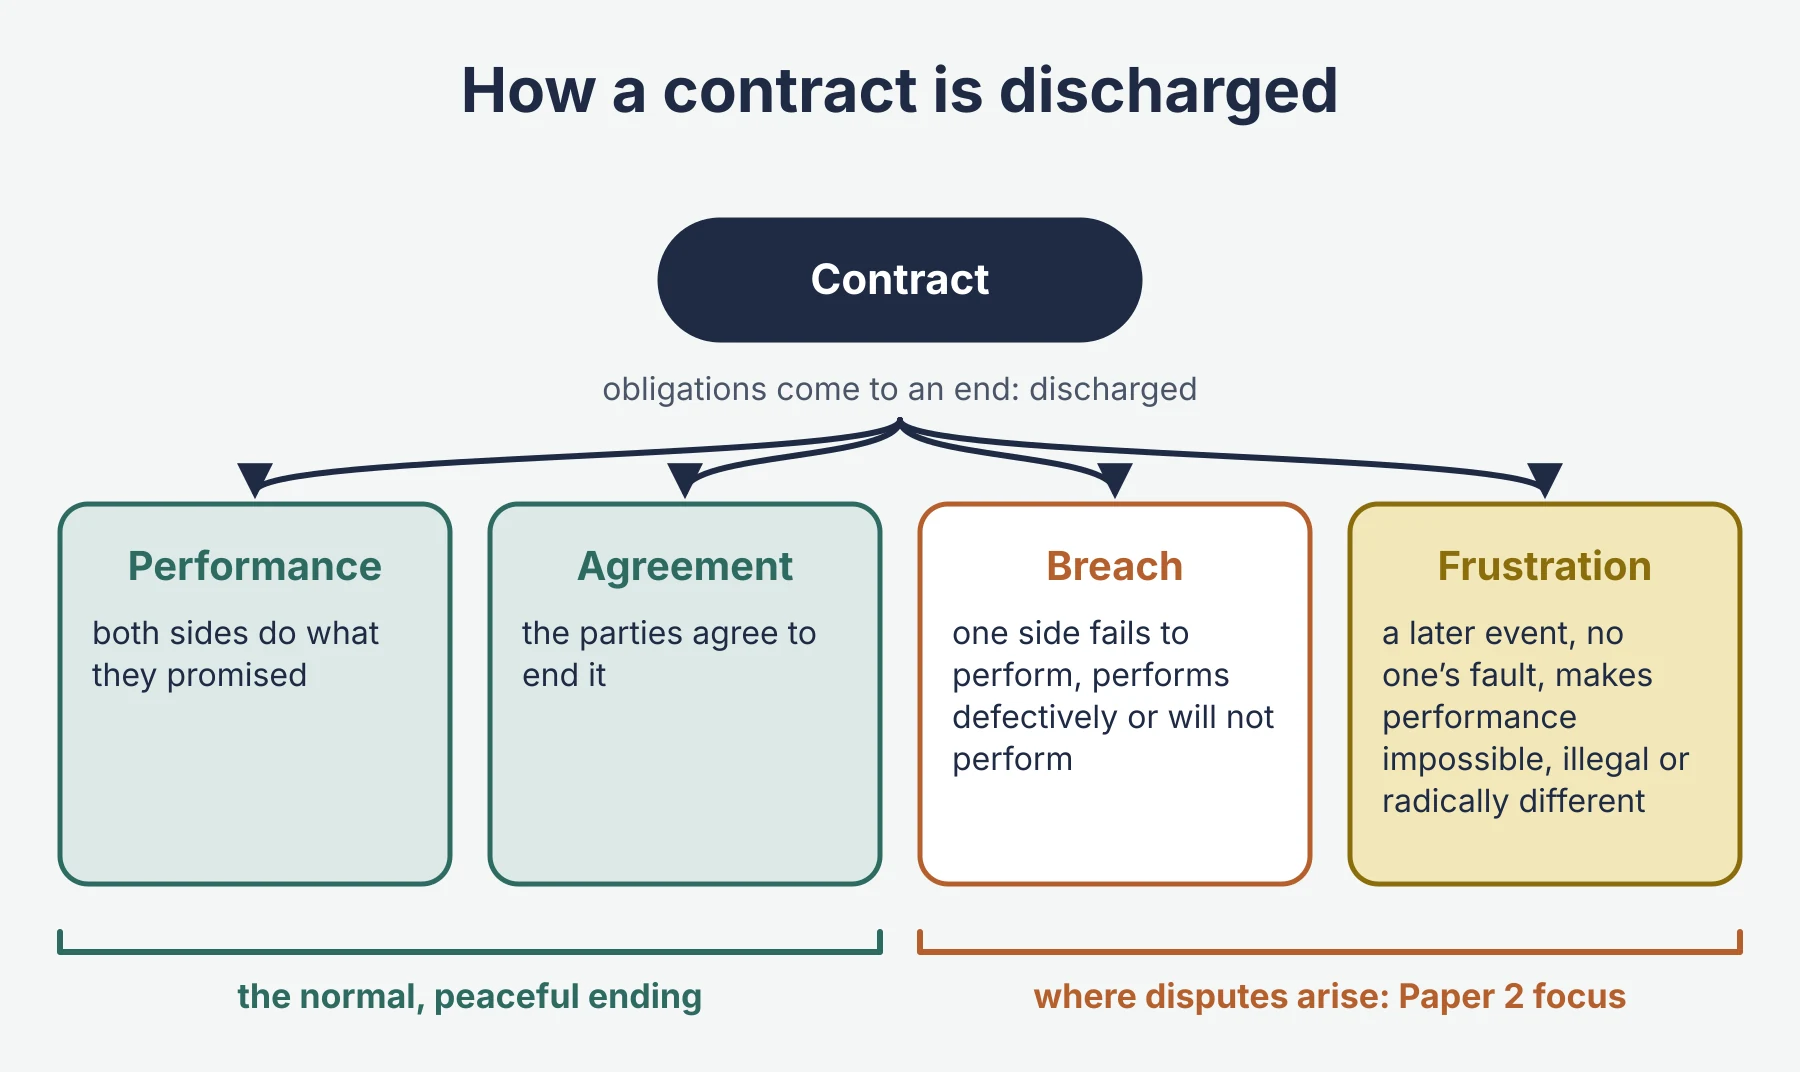 How a contract is discharged
Contract
obligations come to an end: discharged
Performance
both sides do what
they promised
Agreement
the parties agree to
end it
Breach
one side fails to
perform, performs
defectively or will not
perform
Frustration
a later event, no
one’s fault, makes
performance
impossible, illegal or
radically different
the normal, peaceful ending
where disputes arise: Paper 2 focus